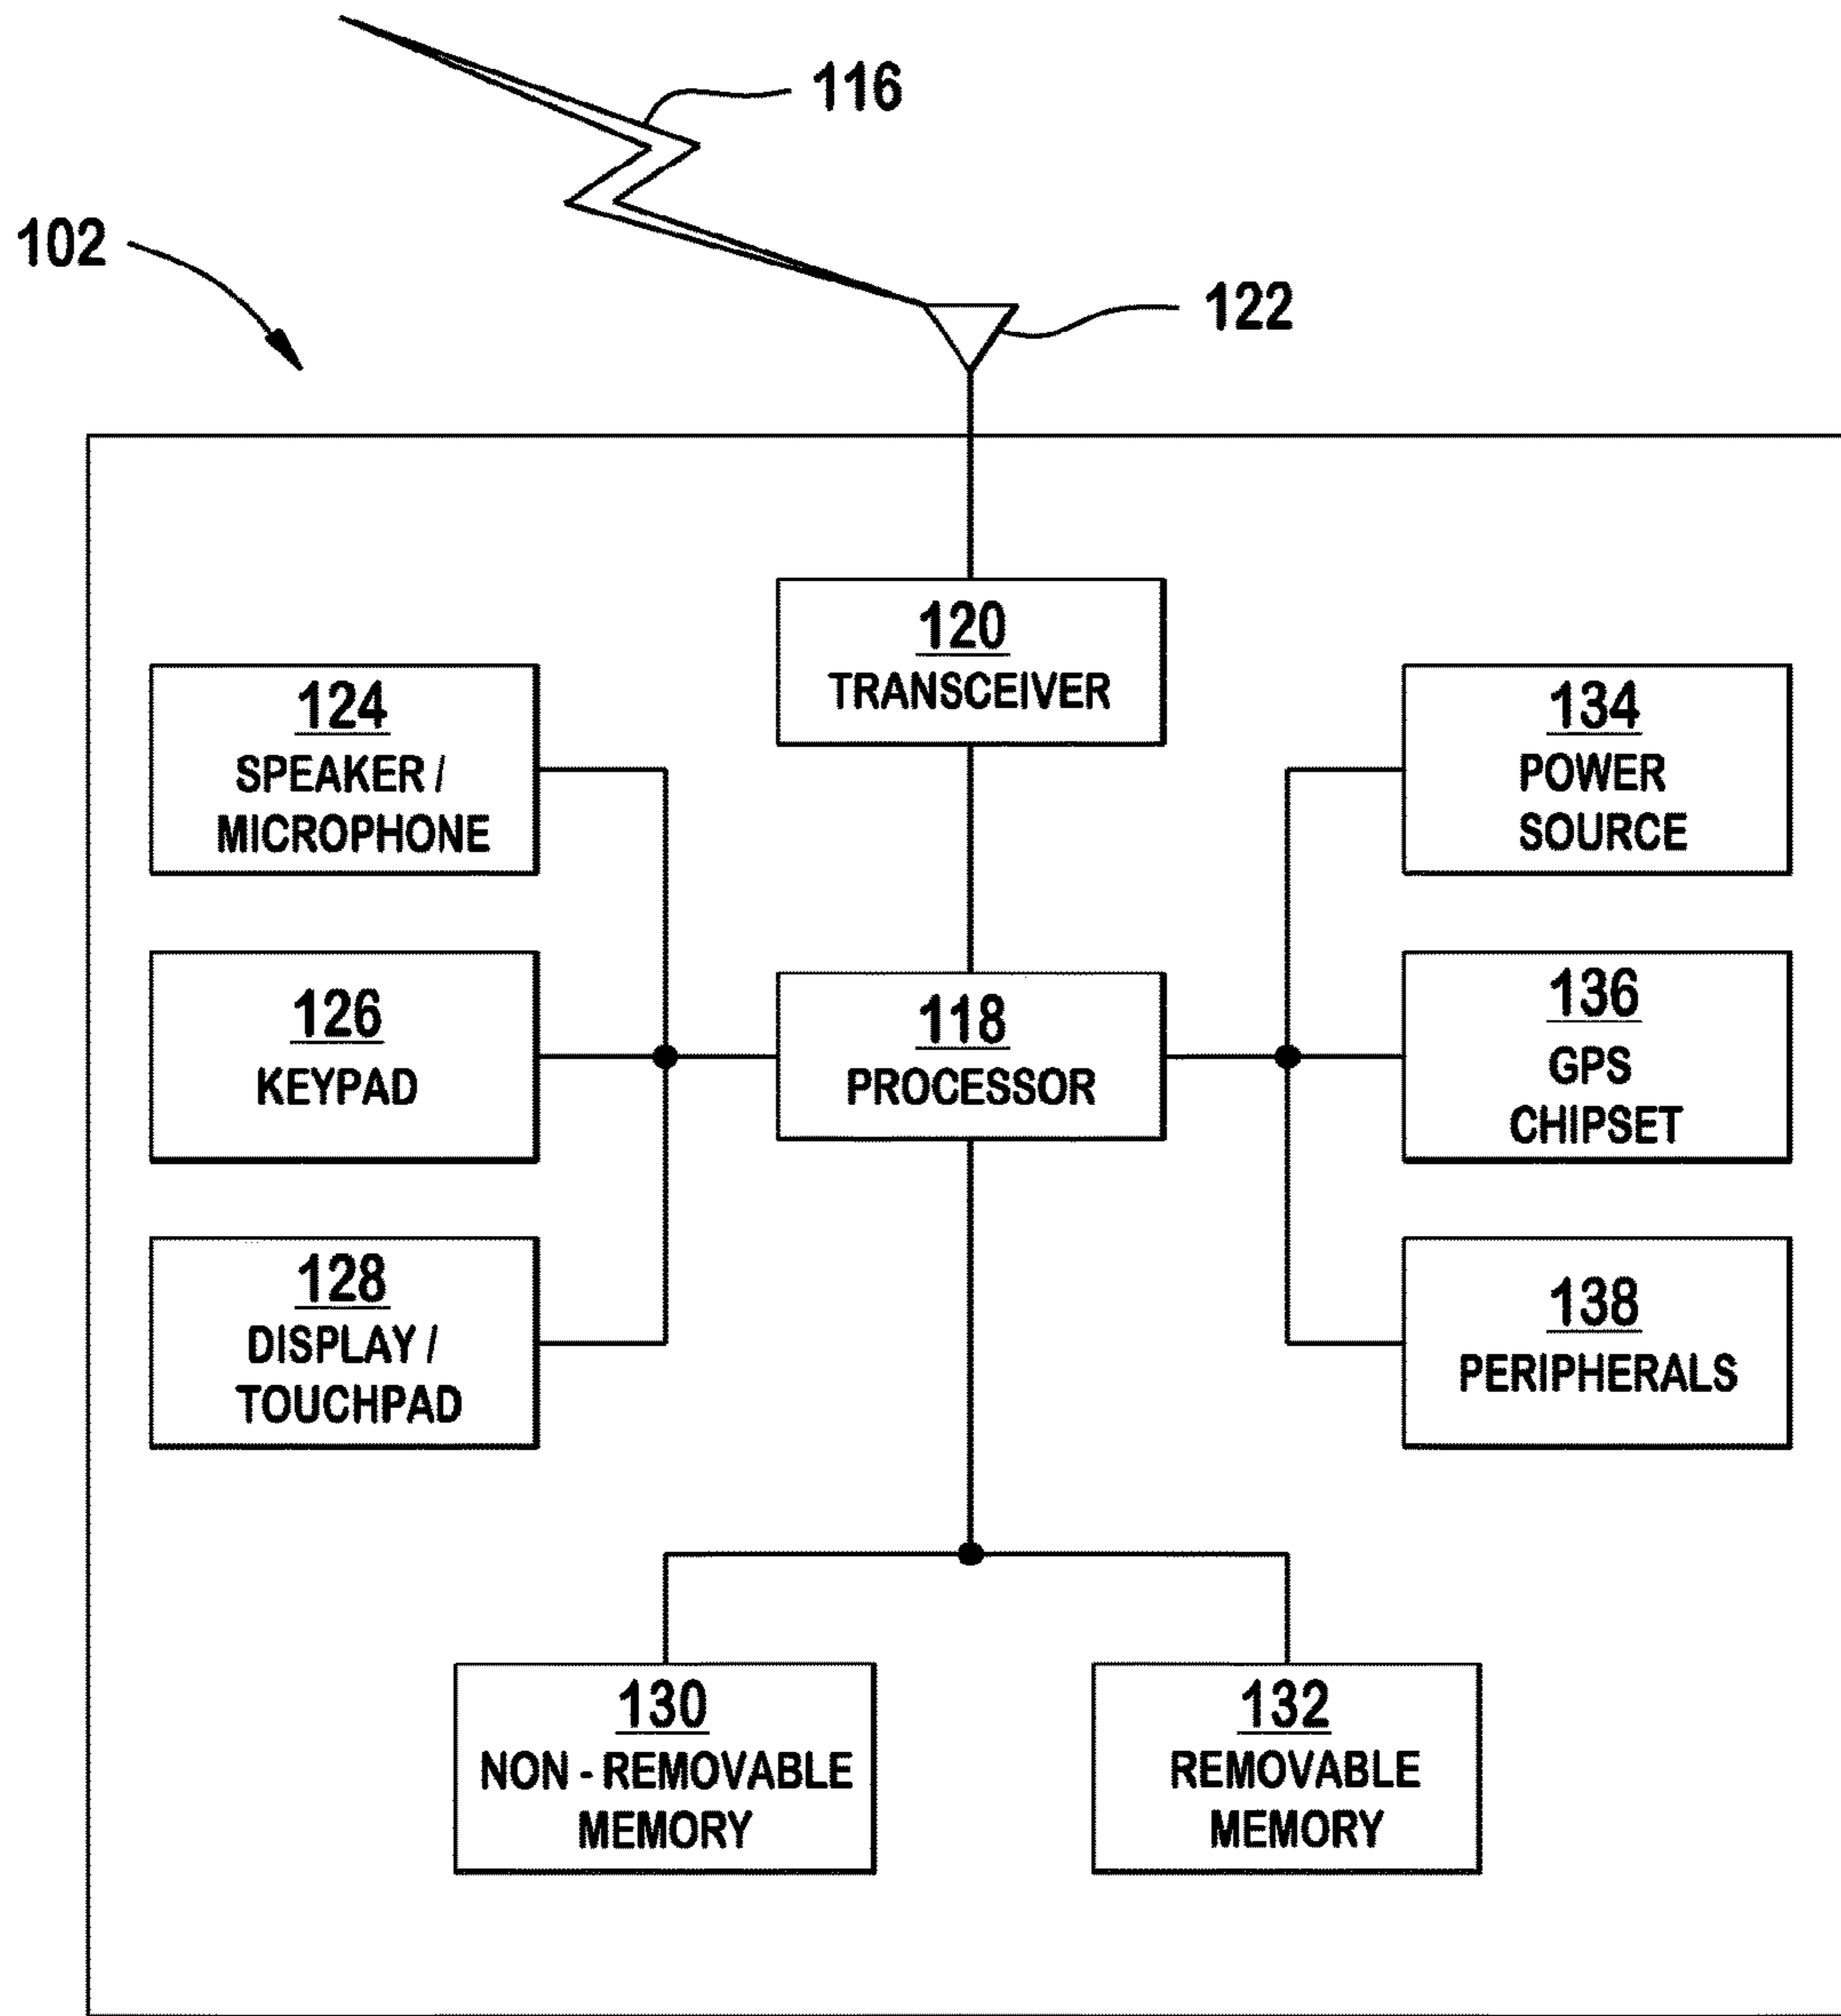 116
102
122
120
TRANSCEIVER
124
SPEAKER /
MICROPHONE
134
POWER
SOURCE
126
KEYPAD
118
PROCESSOR
136
GPS
CHIPSET
128
DISPLAY /
TOUCHPAD
138
PERIPHERALS
130
NON - REMOVABLE
MEMORY
132
REMOVABLE
MEMORY